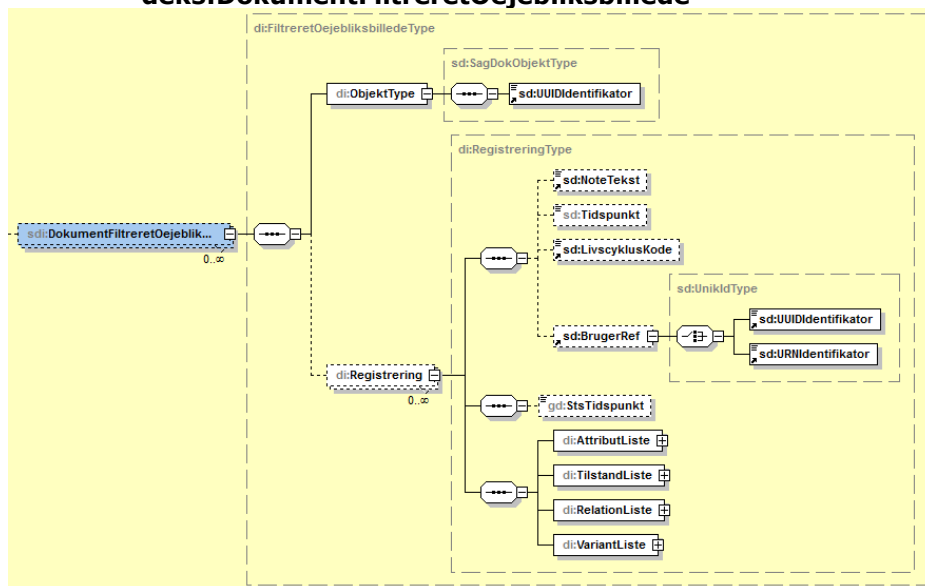 deksi:DokumentFiltreretOejebliksbillede
di:FiltreretOejebliksbilledeType
sd:SagDokObjektType
di:ObjektType
sd:UUIDIdentifikator
di:RegistreringType
sd:NoteTekst
sd:Tidspunkt
sd:LivscyklusKode
sdi:DokumentFiltreretOejeblik...
0..∞
sd:UnikIdType
sd:UUIDIdentifikator
sd:BrugerRef
sd:URNIdentifikator
di:Registrering
0..∞
gd:StsTidspunkt
di:AttributListe
di:TilstandListe
di:RelationListe
di:VariantListe